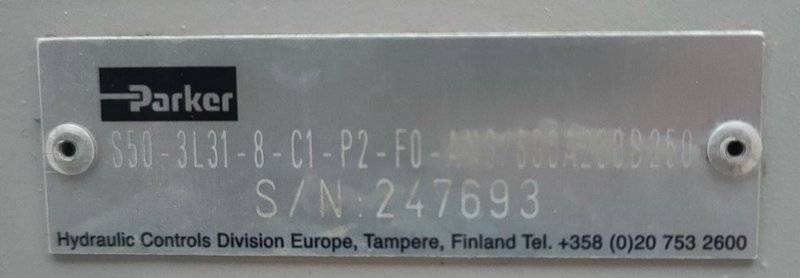 Parker
S50-3L31-8-C1-P2-F0-
S/N:247693
Hydraulic Controls Division Europe, Tampere, Finland Tel. +358 (0)20 753 2600